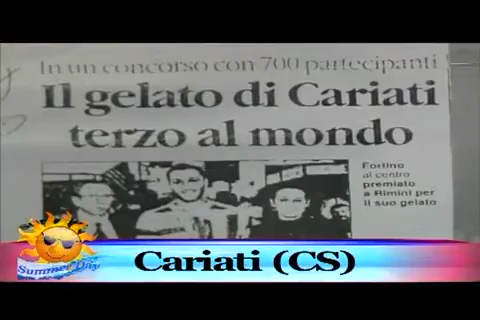 In un concorso con 700 partecipanti
Il gelato di Cariati
terzo al mondo
Fortino
al centro
premiato
a Rimini per
il suo gelato
Summer Day
Cariati (CS)